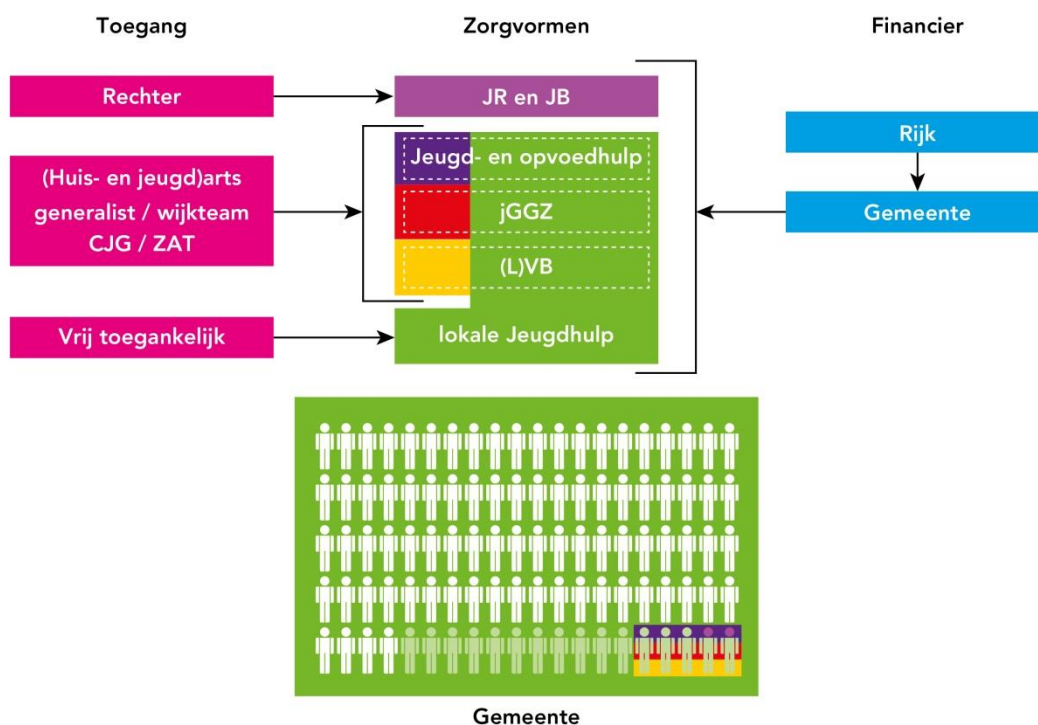 Toegang
Zorgvormen
Financier
Rechter
JR en JB
Rijk
(Huis- en jeugd)arts
generalist / wijkteam
CJG / ZAT
Jeugd- en opvoedhulp
jGGZ
(L)VB
Gemeente
Vrij toegankelijk
lokale Jeugdhulp
Gemeente